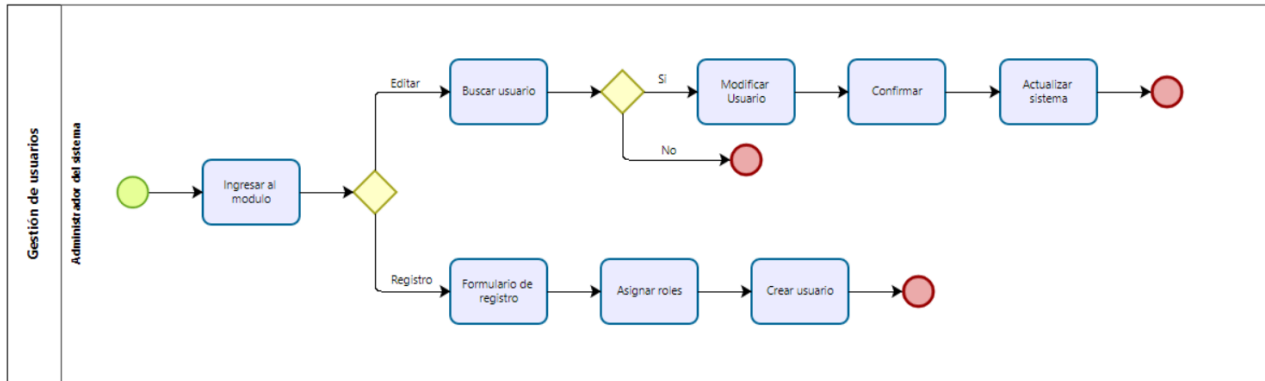 Gestión de usuarios
Administrador del sistema
Ingresar al
modulo
Editar
Buscar usuario
Si
Modificar
Usuario
Confirmar
Actualizar
sistema
No
Registro
Formulario de
registro
Asignar roles
Crear usuario